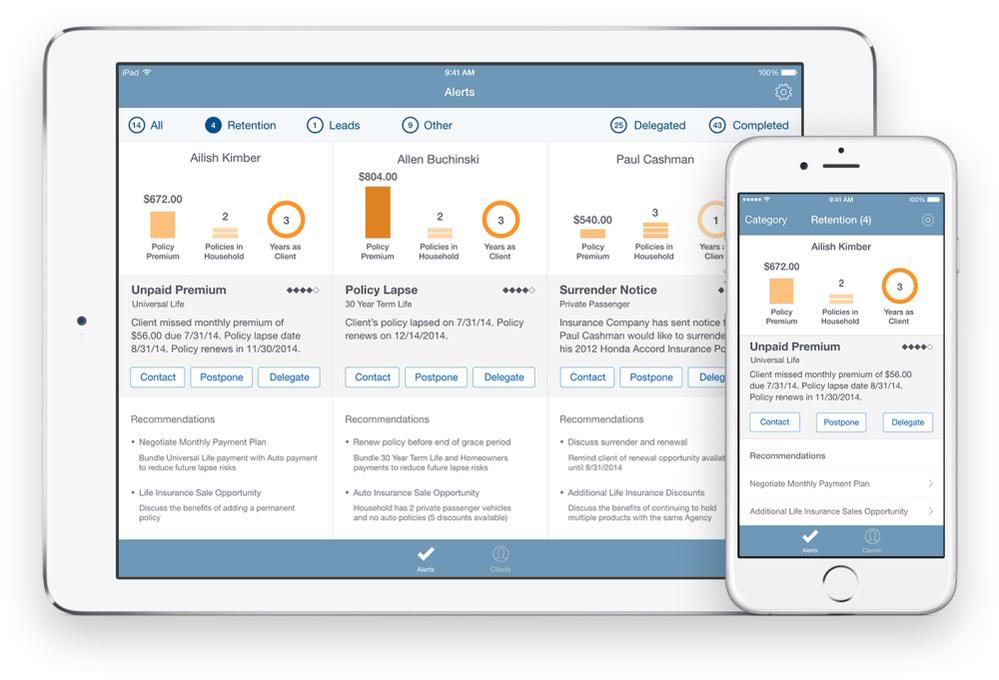 iPad 9:41 AM 100%
Alerts
14 All 4 Retention 1 Leads 9 Other 25 Delegated 43 Completed
Ailish Kimber
$672.00
2
3
Policy
Premium
Policies in
Household
Years as
Client
Unpaid Premium
Universal Life
Client missed monthly premium of
$56.00 due 7/31/14. Policy lapse date
8/31/14. Policy renews in 11/30/2014.
Contact Postpone Delegate
Recommendations
• Negotiate Monthly Payment Plan
Bundle Universal Life payment with Auto payment
to reduce future lapse risks
• Life Insurance Sale Opportunity
Discuss the benefits of adding a permanent
policy
Allen Buchinski
$804.00
2
3
Policy
Premium
Policies in
Household
Years as
Client
Policy Lapse
30 Year Term Life
Client's policy lapsed on 7/31/14. Policy
renews on 12/14/2014.
Contact Postpone Delegate
Recommendations
• Renew policy before end of grace period
Bundle 30 Year Term Life and Homeowners
payments to reduce future lapse risks
• Auto Insurance Sale Opportunity
Household has 2 private passenger vehicles
and no auto policies (5 discounts available)
Paul Cashman
$540.00
3
1
Policy
Premium
Policies in
Household
Years
Clien
Surrender Notice
Private Passenger
Insurance Company has sent notice t
Paul Cashman would like to surrende
his 2012 Honda Accord Insurance Po
Contact Postpone Deleg
Recommendations
• Discuss surrender and renewal
Remind client of renewal opportunity availab
until 8/31/2014
• Additional Life Insurance Discounts
Discuss the benefits of continuing to hold
multiple products with the same Agency
Alerts Clients
9:41 AM 100%
Category Retention (4)
Ailish Kimber
$672.00
2
3
Policy
Premium
Policies in
Household
Years as
Client
Unpaid Premium
Universal Life
Client missed monthly premium of $56.00
due 7/31/14. Policy lapse date 8/31/14.
Policy renews in 11/30/2014.
Contact Postpone Delegate
Recommendations
Negotiate Monthly Payment Plan
Additional Life Insurance Sales Opportunity
Alerts Clients